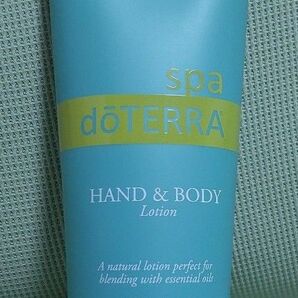 spa
dōTERRA
HAND & BODY
Lotion
A natural lotion perfect for
blending with essential oils